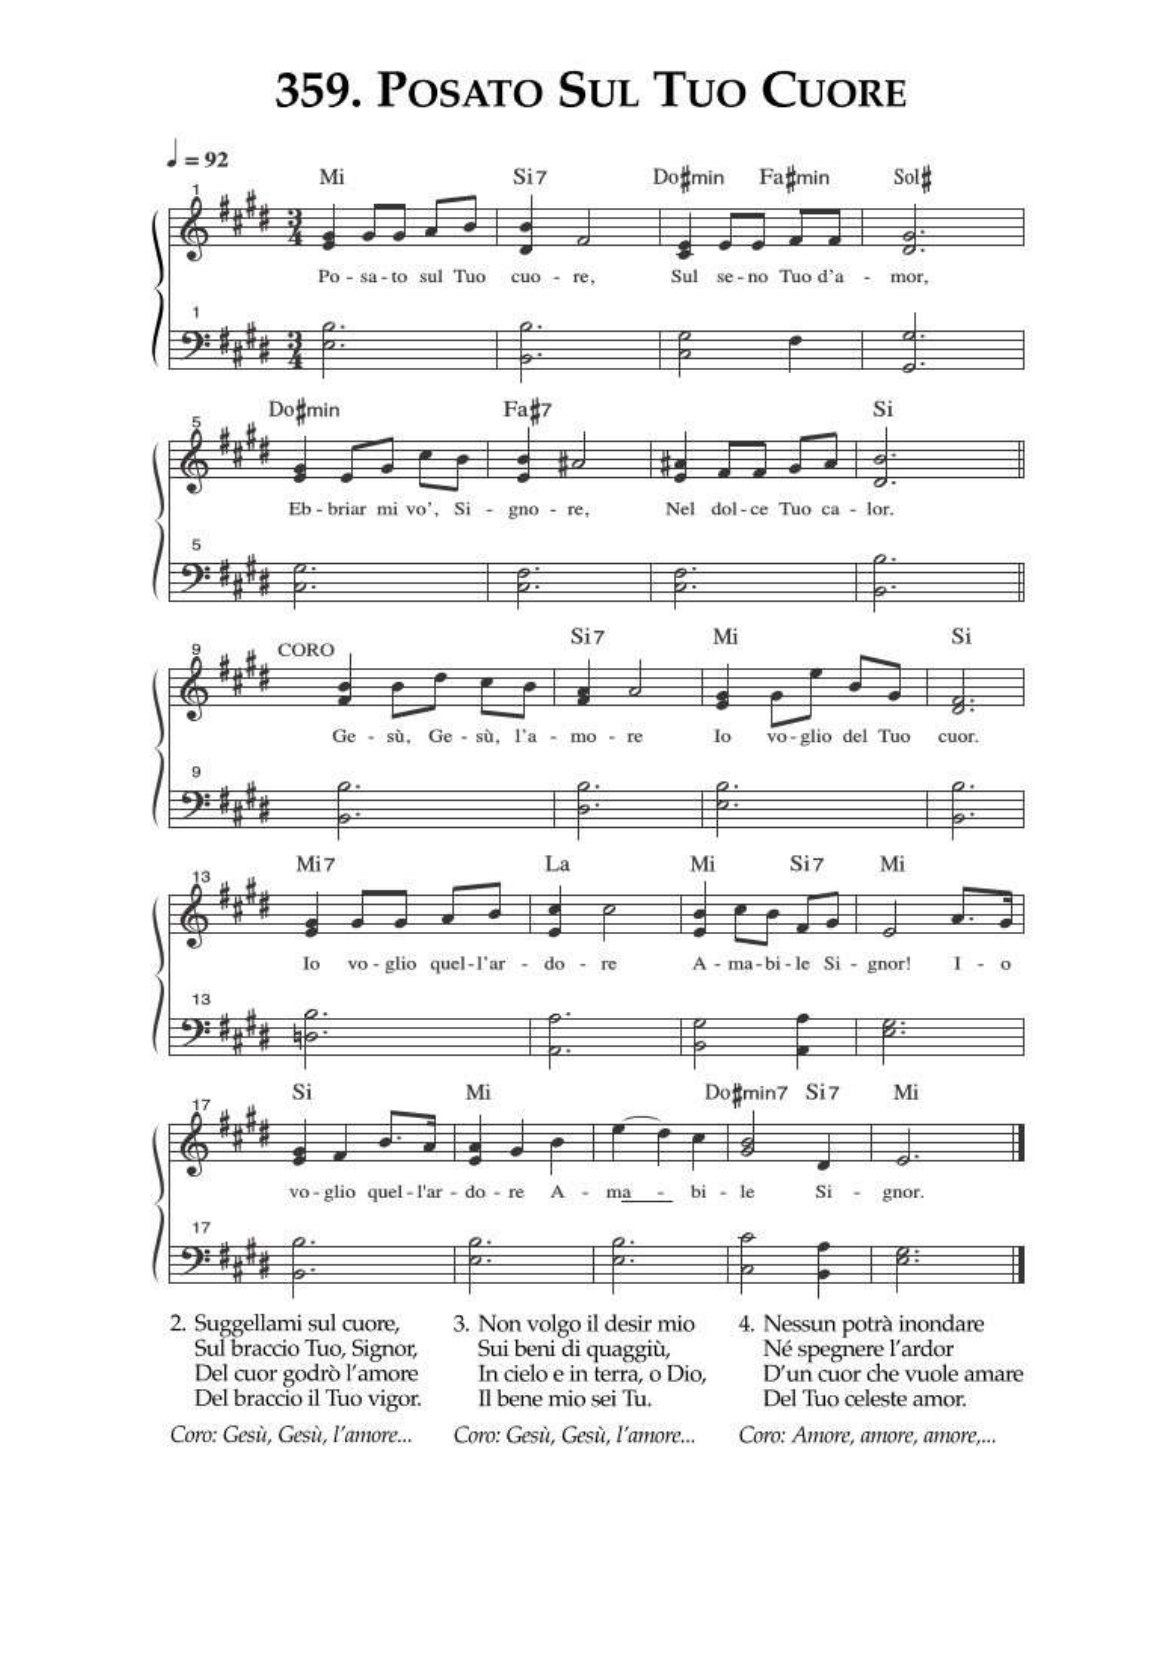 359. Posato Sul Tuo Cuore
♩ = 92
Mi Si7 Do♯min Fa♯min Sol♯
1
3 4
Po - sa - to sul Tuo cuo - re, Sul se - no Tuo d'a - mor,
1
3 4
Do♯min Fa♯7 Si
5
Eb - briar mi vo', Si - gno - re, Nel dol - ce Tuo ca - lor.
5
Si7 Mi Si
9 CORO
Ge - sù, Ge - sù, l'a - mo - re Io vo - glio del Tuo cuor.
9
Mi7 La Mi Si7 Mi
13
Io vo - glio quel - l'ar - do - re A - ma - bi - le Si - gnor! I - o
13
Si Mi Do♯min7 Si7 Mi
17
vo - glio quel - l'ar - do - re A - ma - bi - le Si - gnor.
17
2. Suggellami sul cuore,
Sul braccio Tuo, Signor,
Del cuor godrò l'amore
Del braccio il Tuo vigor.
Coro: Gesù, Gesù, l'amore...
3. Non volgo il desir mio
Sui beni di quaggiù,
In cielo e in terra, o Dio,
Il bene mio sei Tu.
Coro: Gesù, Gesù, l'amore...
4. Nessun potrà inondare
Né spegnere l'ardor
D'un cuor che vuole amare
Del Tuo celeste amor.
Coro: Amore, amore, amore,...